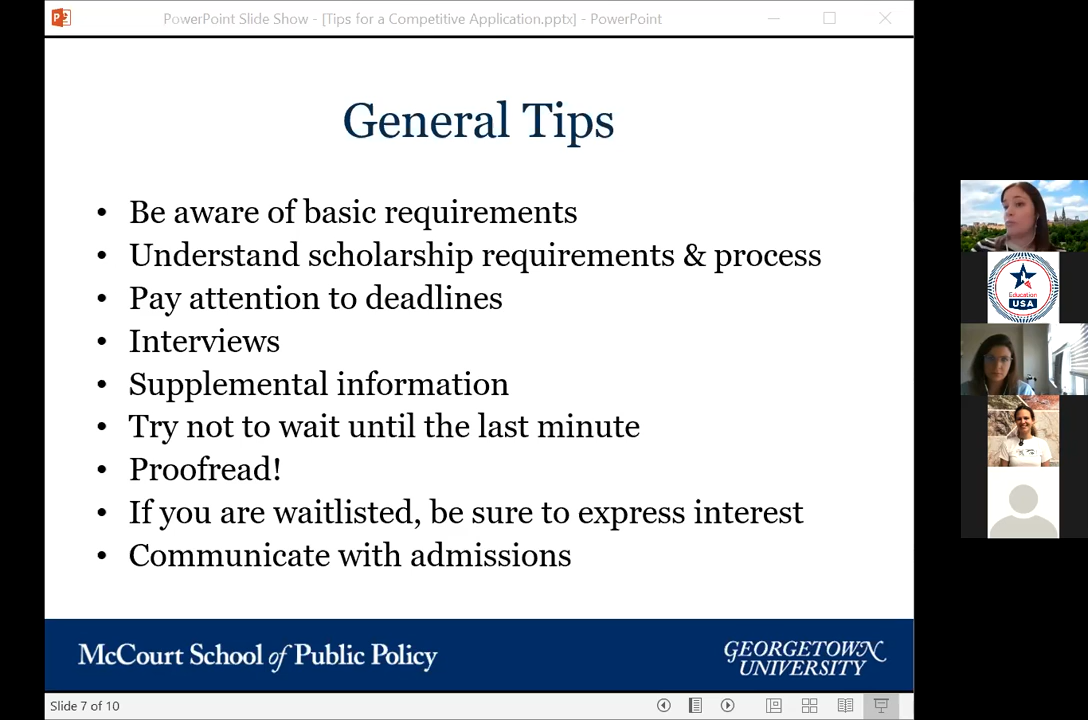 PowerPoint Slide Show - [Tips for a Competitive Application.pptx] - PowerPoint
General Tips
• Be aware of basic requirements
• Understand scholarship requirements & process
• Pay attention to deadlines
• Interviews
• Supplemental information
• Try not to wait until the last minute
• Proofread!
• If you are waitlisted, be sure to express interest
• Communicate with admissions
Education
USA
McCourt School of Public Policy
GEORGETOWN
UNIVERSITY
Slide 7 of 10